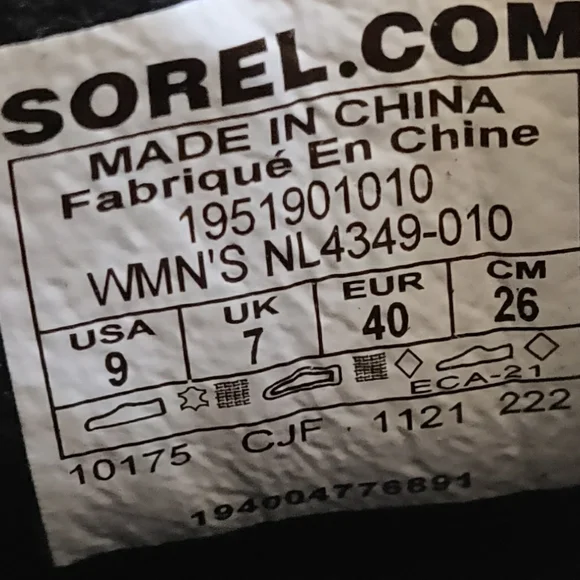 SOREL.COM
MADE IN CHINA
Fabriqué En Chine
1951901010
WMN'S NL4349-010
USA UK EUR CM
9 7 40 26
ECA-21
10175 CJF 1121 222
194004776891